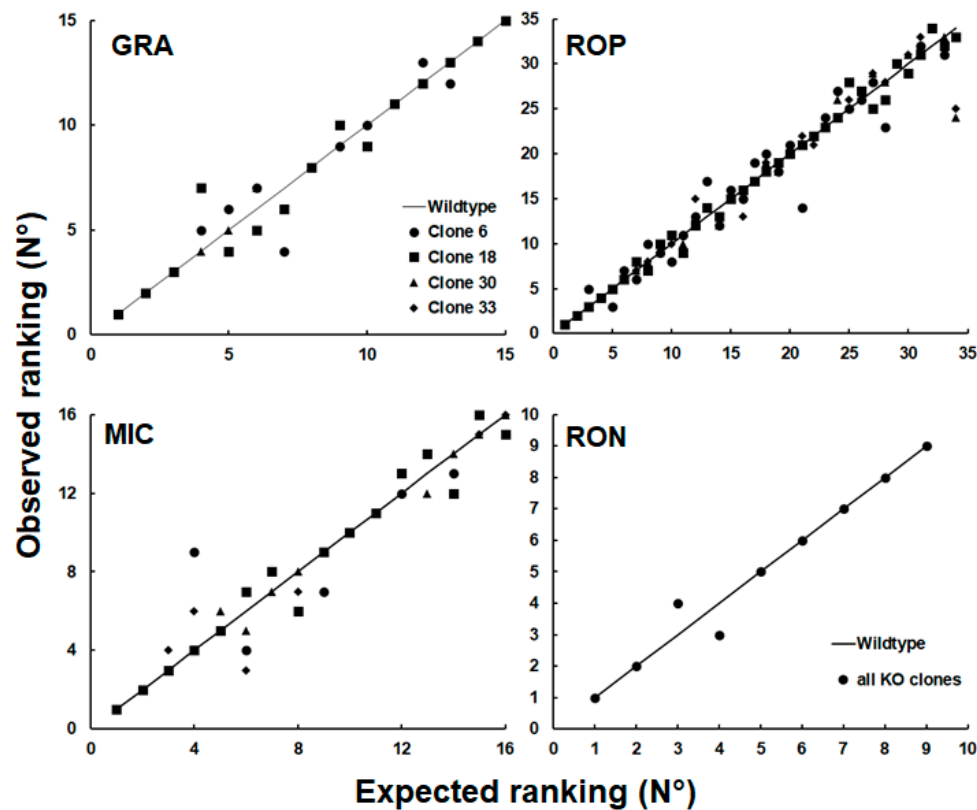 GRA
15
10
5
0
0 5 10 15
Wildtype
Clone 6
Clone 18
Clone 30
Clone 33
ROP
35
30
25
20
15
10
5
0
0 5 10 15 20 25 30 35
MIC
16
12
8
4
0
0 4 8 12 16
RON
10
9
8
7
6
5
4
3
2
1
0
0 1 2 3 4 5 6 7 8 9 10
Wildtype
all KO clones
Observed ranking (N°)
Expected ranking (N°)